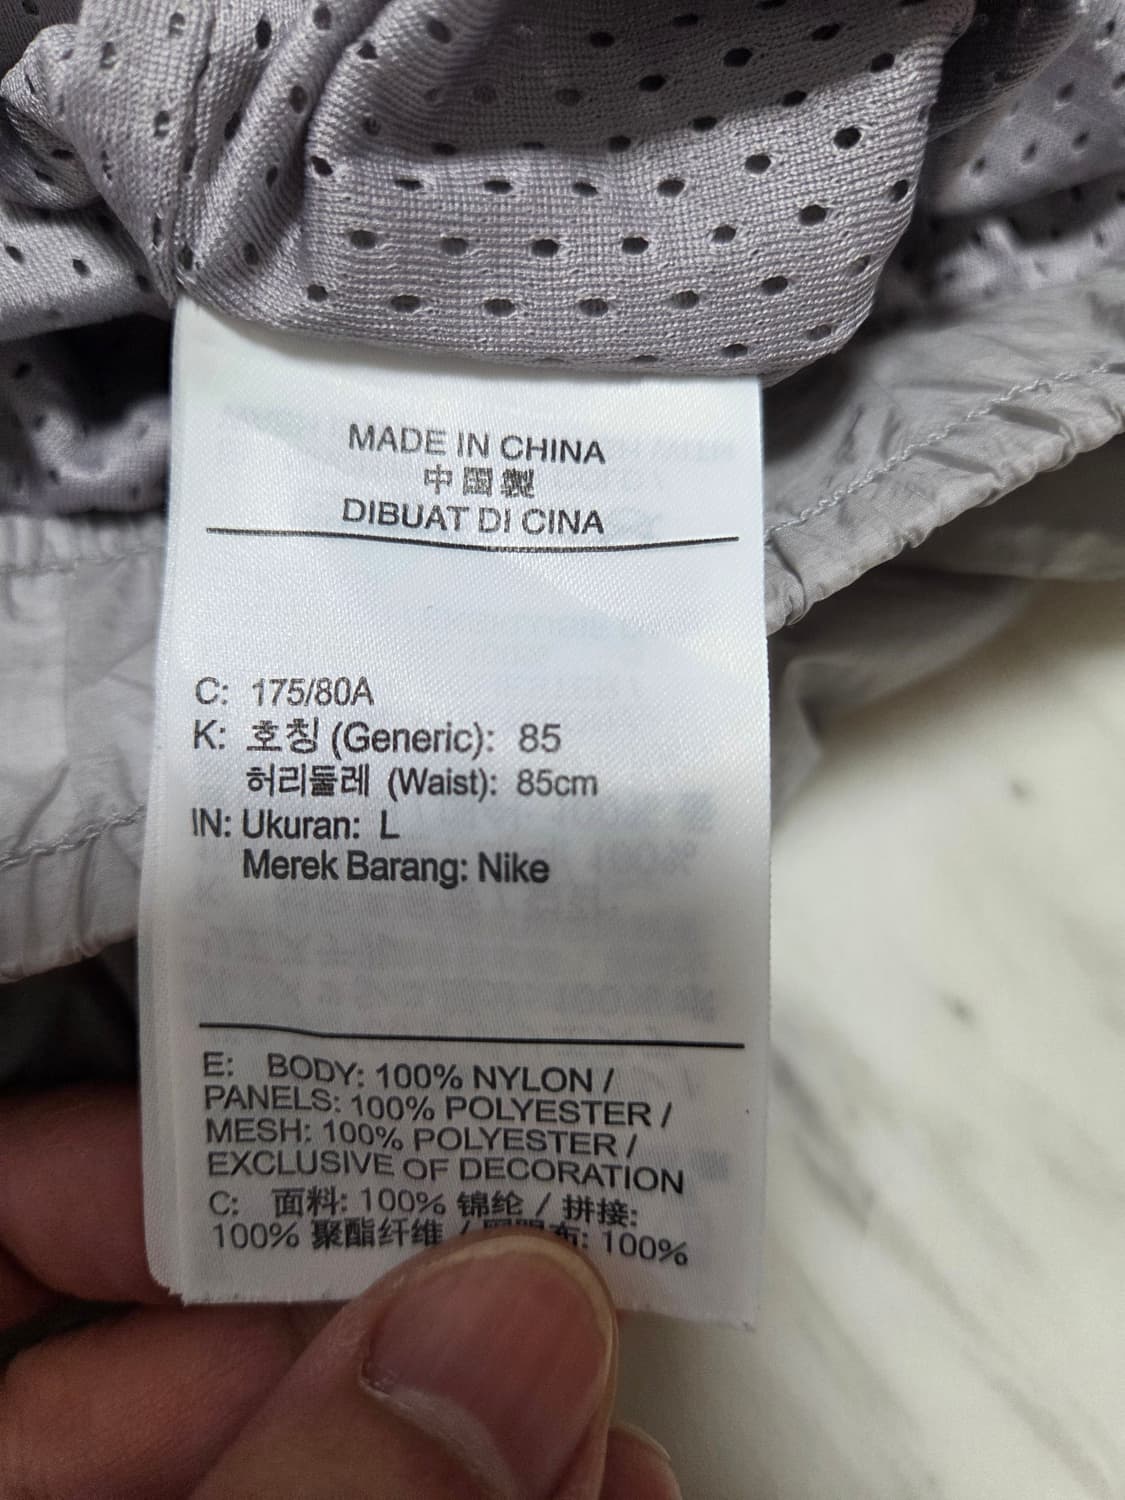 MADE IN CHINA
中国製
DIBUAT DI CINA
C: 175/80A
K: 호칭 (Generic): 85
허리둘레 (Waist): 85cm
IN: Ukuran: L
Merek Barang: Nike
E: BODY: 100% NYLON /
PANELS: 100% POLYESTER /
MESH: 100% POLYESTER /
EXCLUSIVE OF DECORATION
C: 面料: 100% 锦纶 / 拼接:
100% 聚酯纤维 / : 100%